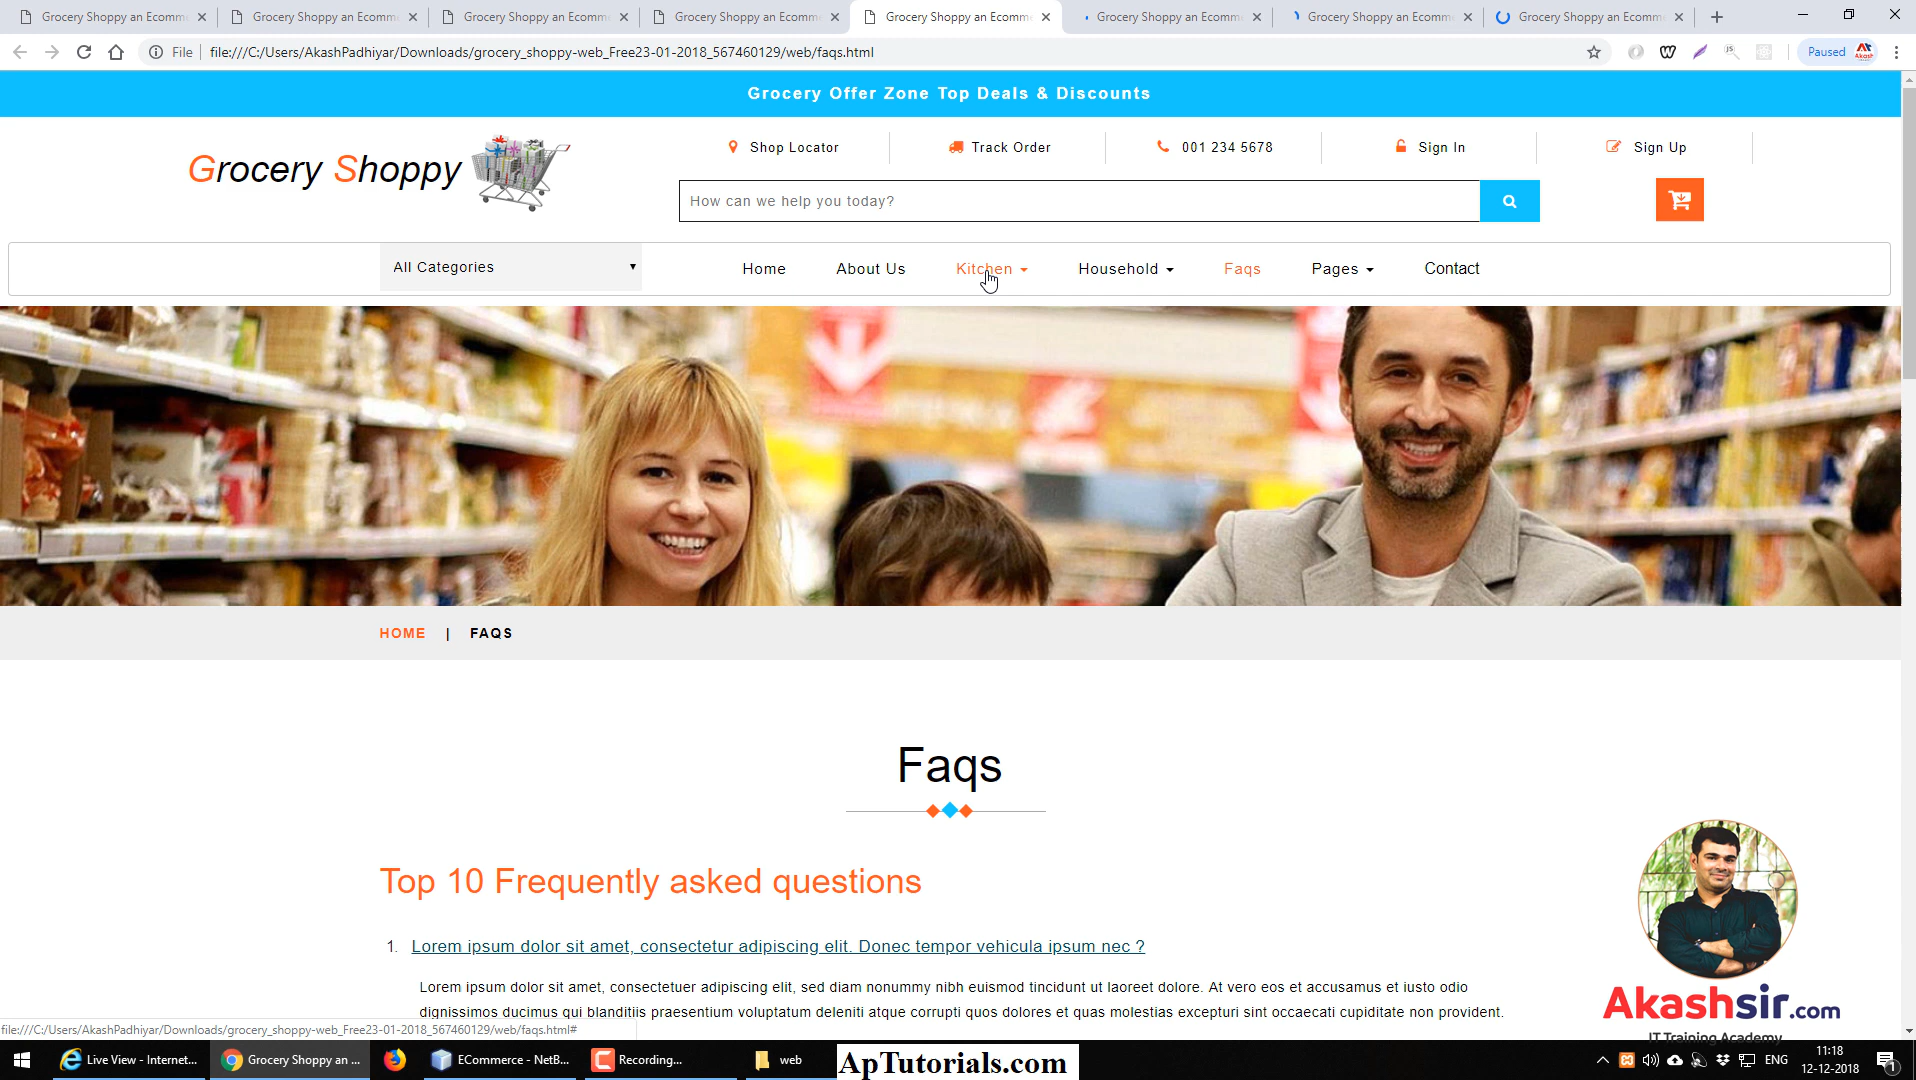 Grocery Shoppy an Ecomm
Grocery Shoppy an Ecomm
Grocery Shoppy an Ecomm
Grocery Shoppy an Ecomm
Grocery Shoppy an Ecomm
Grocery Shoppy an Ecomm
Grocery Shoppy an Ecomm
Grocery Shoppy an Ecomm
File
file:///C:/Users/AkashPadhiyar/Downloads/grocery_shoppy-web_Free23-01-2018_567460129/web/faqs.html
Paused
Grocery Offer Zone Top Deals & Discounts
Grocery Shoppy
Shop Locator
Track Order
001 234 5678
Sign In
Sign Up
How can we help you today?
All Categories
Home
About Us
Kitchen
Household
Faqs
Pages
Contact
HOME | FAQS
Faqs
Top 10 Frequently asked questions
1. Lorem ipsum dolor sit amet, consectetur adipiscing elit. Donec tempor vehicula ipsum nec ?
Lorem ipsum dolor sit amet, consectetuer adipiscing elit, sed diam nonummy nibh euismod tincidunt ut laoreet dolore. At vero eos et accusamus et iusto odio
dignissimos ducimus qui blanditiis praesentium voluptatum deleniti atque corrupti quos dolores et quas molestias excepturi sint occaecati cupiditate non provident.
Akashsir.com
IT Training Academy
file:///C:/Users/AkashPadhiyar/Downloads/grocery_shoppy-web_Free23-01-2018_567460129/web/faqs.html#
Live View - Internet...
Grocery Shoppy an ...
ECommerce - NetB...
Recording...
web
ApTutorials.com
ENG
11:18
12-12-2018
1